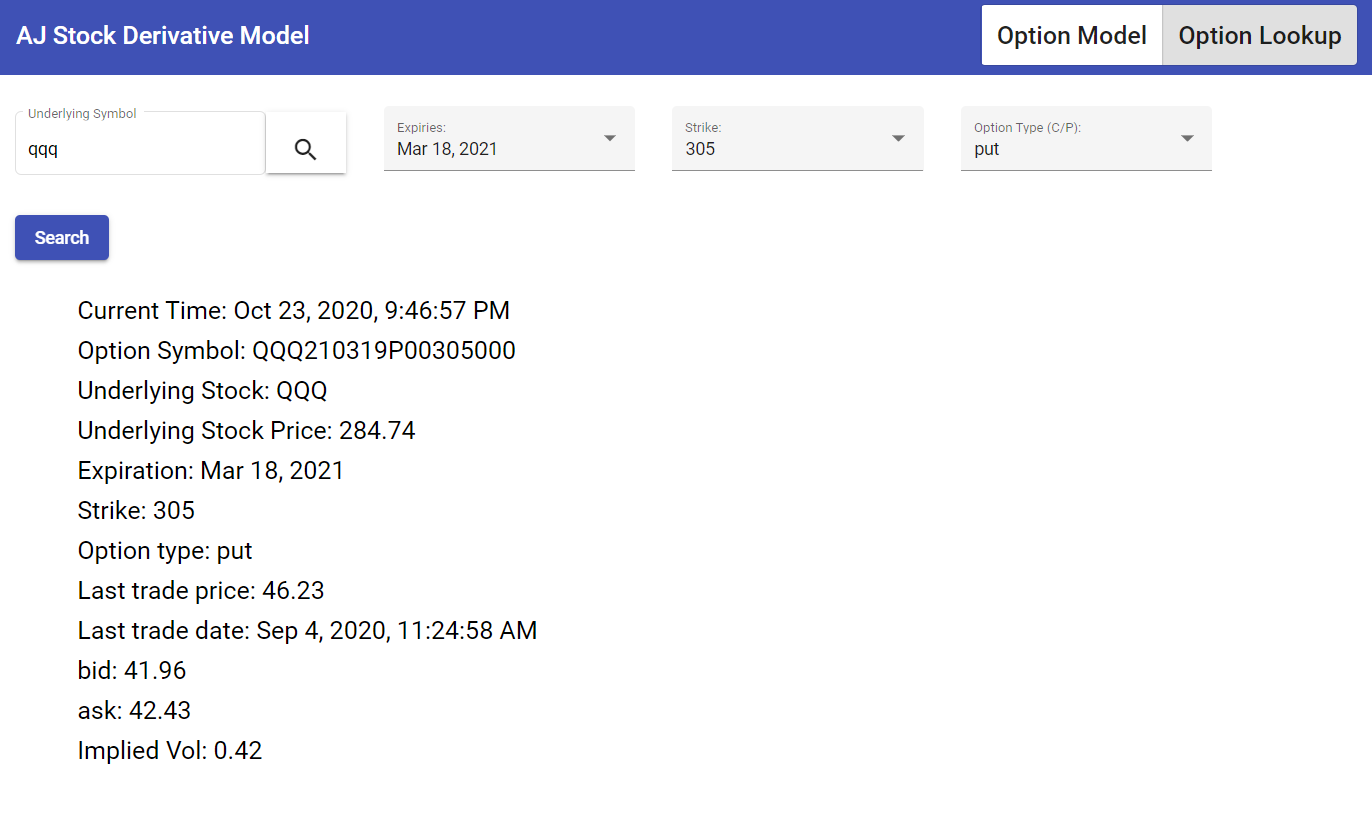 AJ Stock Derivative Model
Option Model
Option Lookup
Underlying Symbol
qqq
Expiries:
Mar 18, 2021
Strike:
305
Option Type (C/P):
put
Search
Current Time: Oct 23, 2020, 9:46:57 PM
Option Symbol: QQQ210319P00305000
Underlying Stock: QQQ
Underlying Stock Price: 284.74
Expiration: Mar 18, 2021
Strike: 305
Option type: put
Last trade price: 46.23
Last trade date: Sep 4, 2020, 11:24:58 AM
bid: 41.96
ask: 42.43
Implied Vol: 0.42